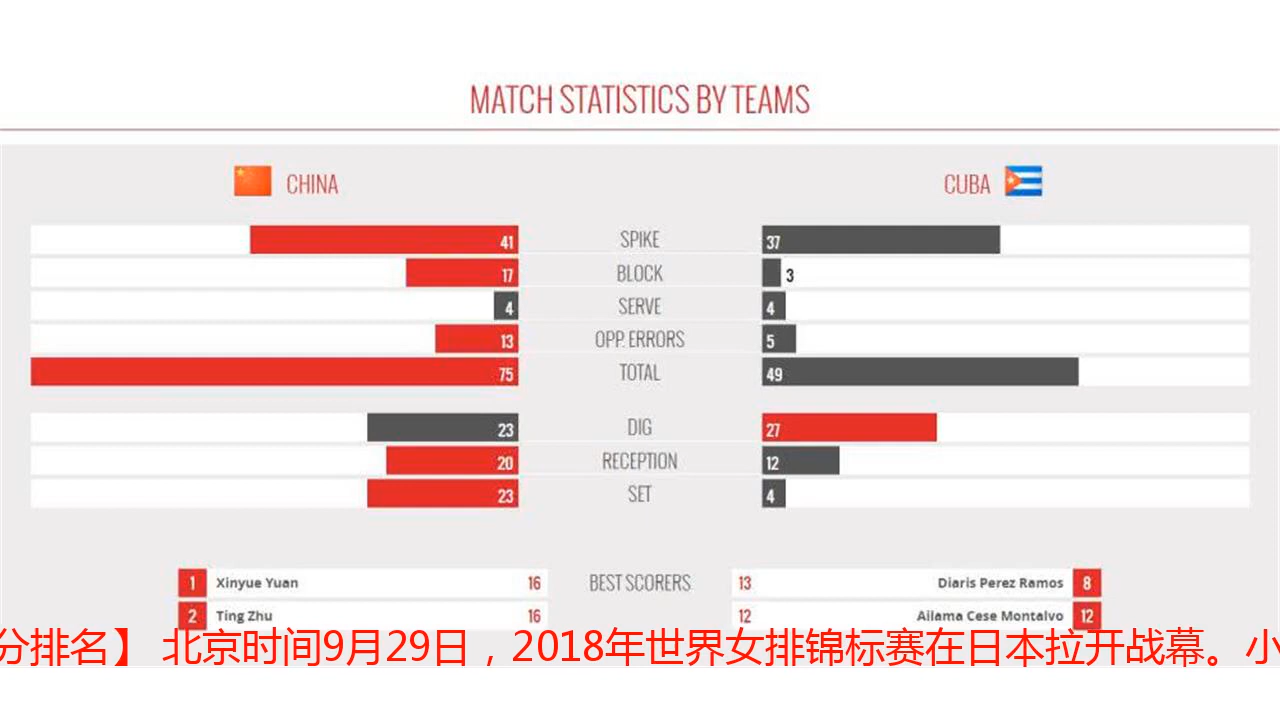 MATCH STATISTICS BY TEAMS
CHINA CUBA
41 SPIKE 37
17 BLOCK 3
4 SERVE 4
13 OPP. ERRORS 5
75 TOTAL 49
23 DIG 27
20 RECEPTION 12
23 SET 4
1 Xinyue Yuan 16 BEST SCORERS 13 Diaris Perez Ramos 8
2 Ting Zhu 16 12 Ailama Cese Montalvo 12
分排名】 北京时间9月29日，2018年世界女排锦标赛在日本拉开战幕。小